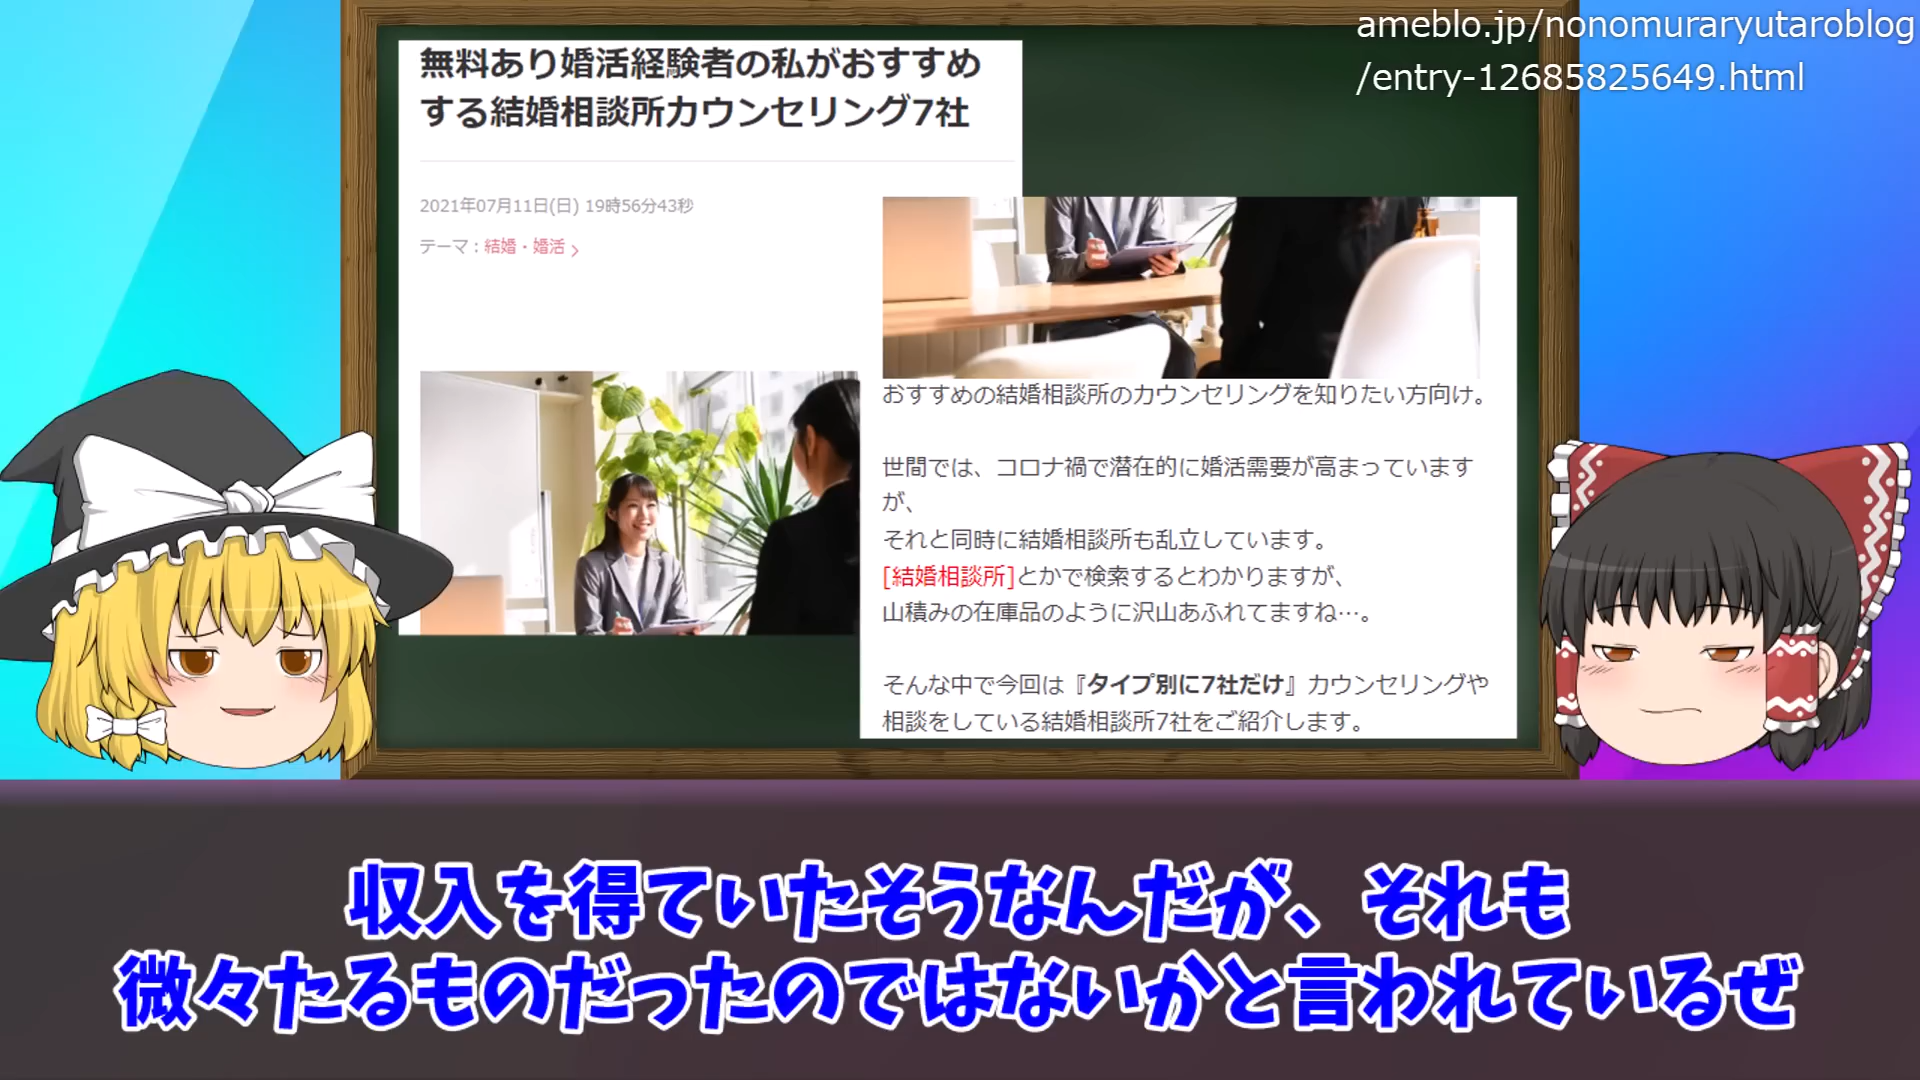 ameblo.jp/nonomuraryutaroblog
/entry-12685825649.html
無料あり婚活経験者の私がおすすめ
する結婚相談所カウンセリング7社
2021年07月11日(日) 19時56分43秒
テーマ：結婚・婚活 >
おすすめの結婚相談所のカウンセリングを知りたい方向け。
世間では、コロナ禍で潜在的に婚活需要が高まっています
が、
それと同時に結婚相談所も乱立しています。
[結婚相談所]とかで検索するとわかりますが、
山積みの在庫品のように沢山あふれてますね…。
そんな中で今回は『タイプ別に7社だけ』カウンセリングや
相談をしている結婚相談所7社をご紹介します。
収入を得ていたそうなんだが、それも
微々たるものだったのではないかと言われているぜ